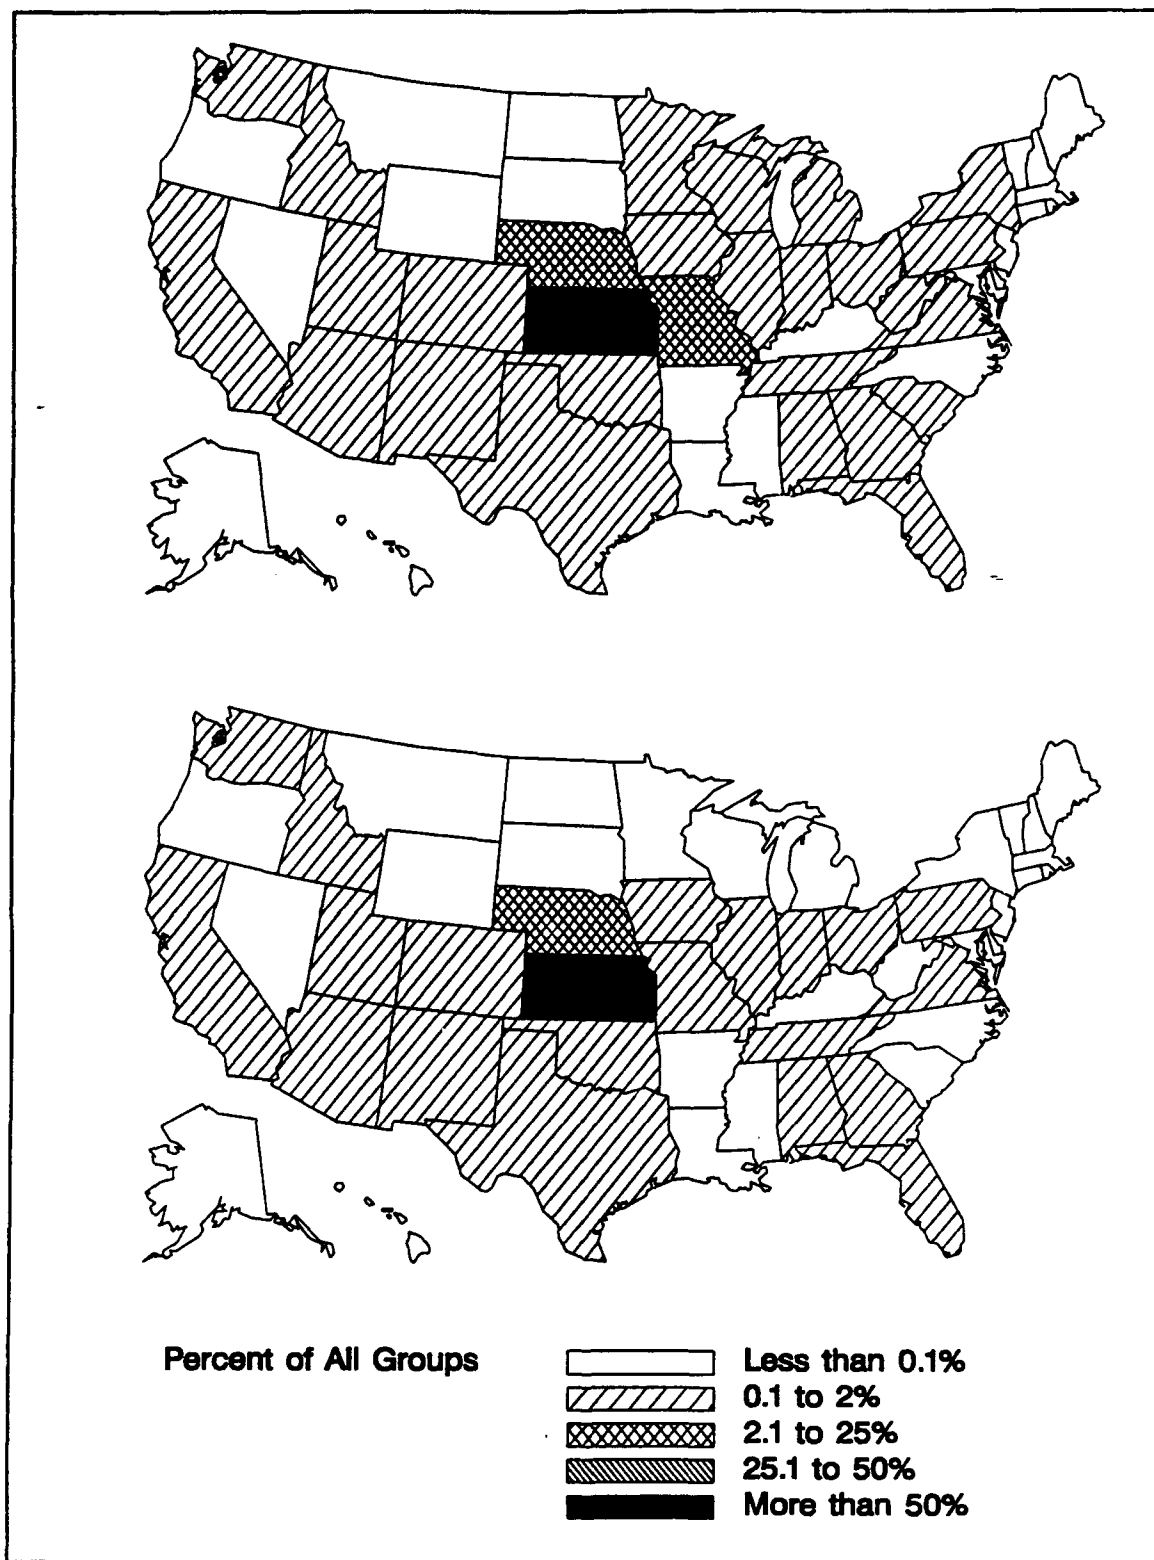 Percent of All Groups
Less than 0.1%
0.1 to 2%
2.1 to 25%
25.1 to 50%
More than 50%